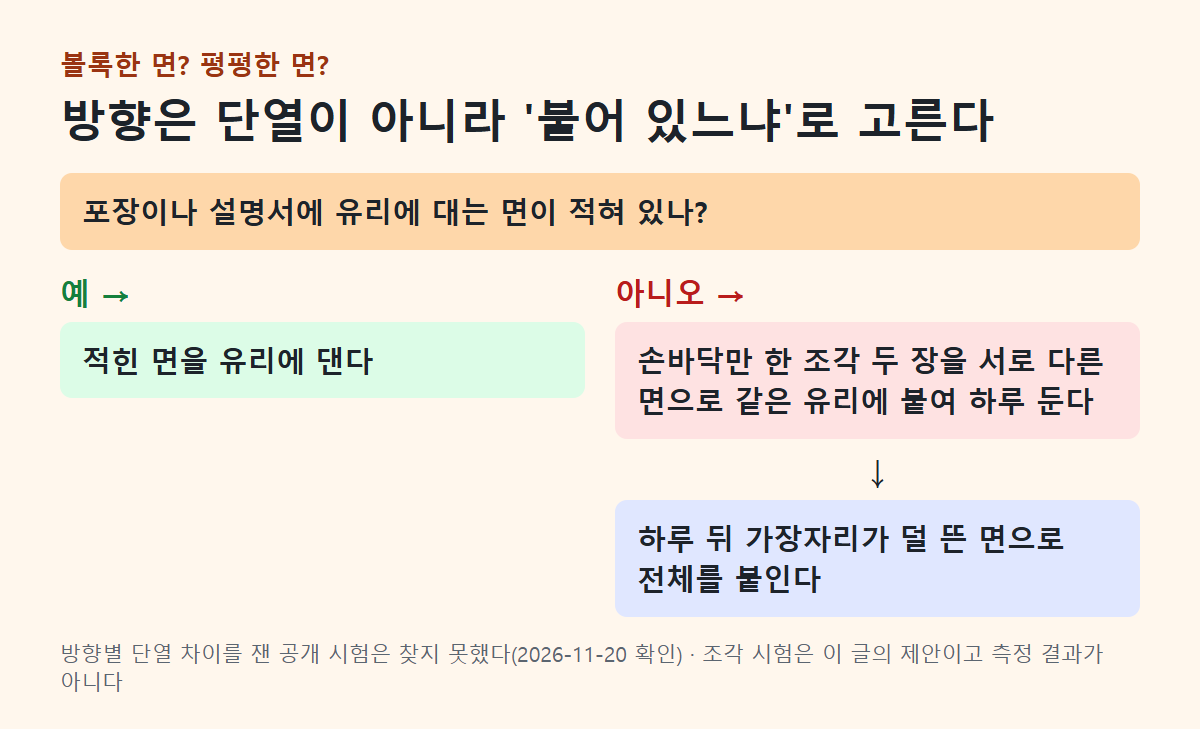 볼록한 면? 평평한 면?
방향은 단열이 아니라 '붙어 있느냐'로 고른다
포장이나 설명서에 유리에 대는 면이 적혀 있나?
예 →
적힌 면을 유리에 댄다
아니오 →
손바닥만 한 조각 두 장을 서로 다른
면으로 같은 유리에 붙여 하루 둔다
↓
하루 뒤 가장자리가 덜 뜬 면으로
전체를 붙인다
방향별 단열 차이를 잰 공개 시험은 찾지 못했다(2026-11-20 확인) · 조각 시험은 이 글의 제안이고 측정 결과가
아니다